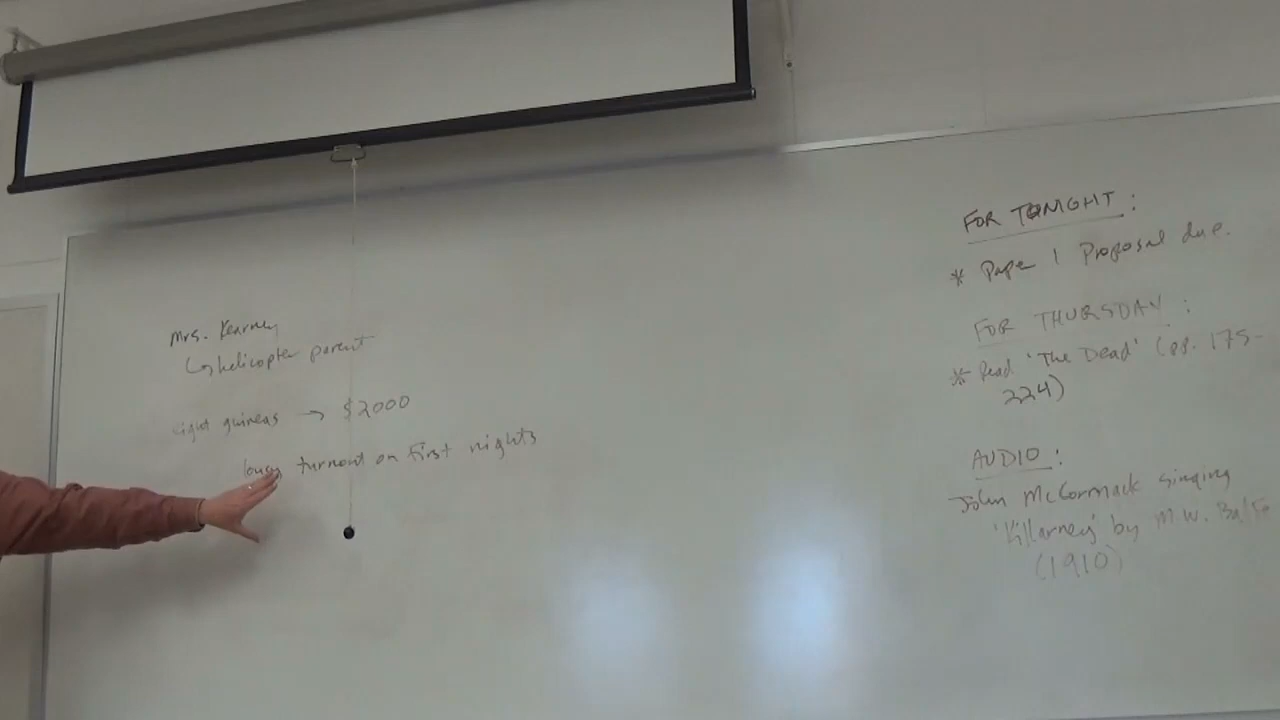 Mrs. Kearney
↳ helicopter parent
eight guineas → $2000
lousy turnout on first nights
FOR TONIGHT:
* Paper 1 Proposal due.
FOR THURSDAY:
* Read 'The Dead' (pp. 175-
224)
AUDIO:
John McCormack singing
'Killarney' by M.W. Balfe
(1910)